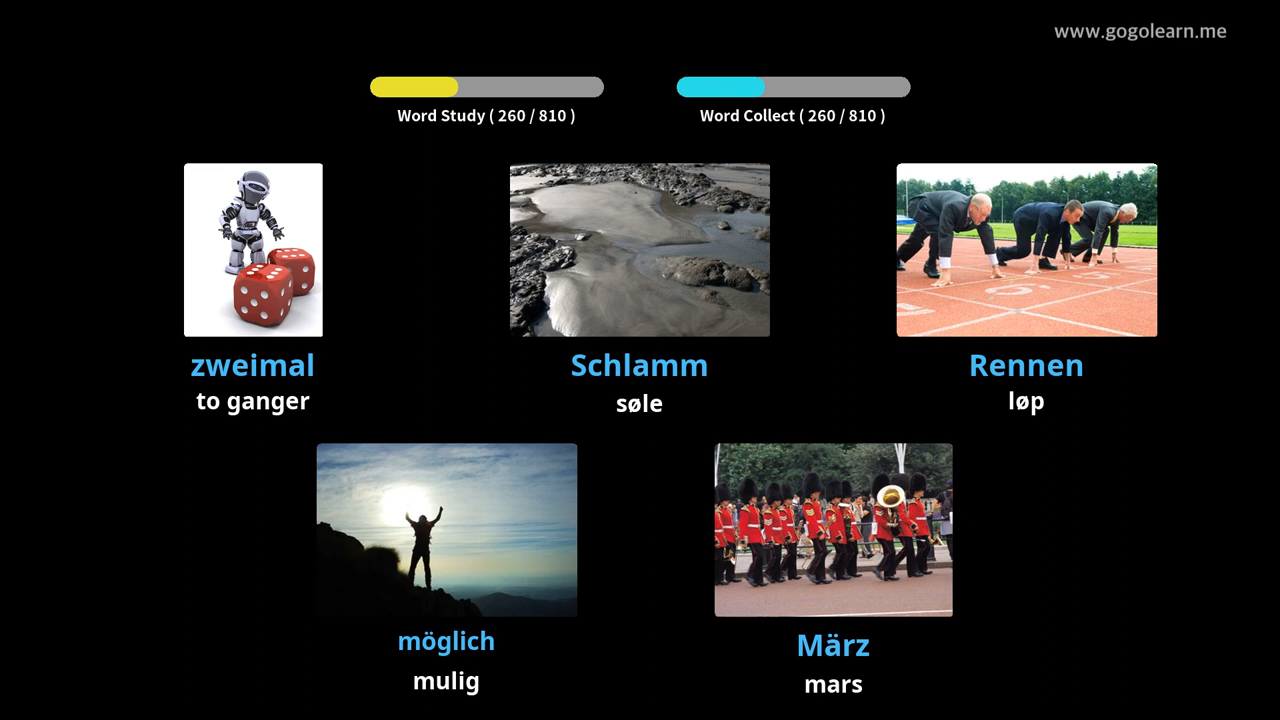 www.gogolearn.me
Word Study ( 260 / 810 )
Word Collect ( 260 / 810 )
zweimal
to ganger
Schlamm
søle
Rennen
løp
möglich
mulig
März
mars